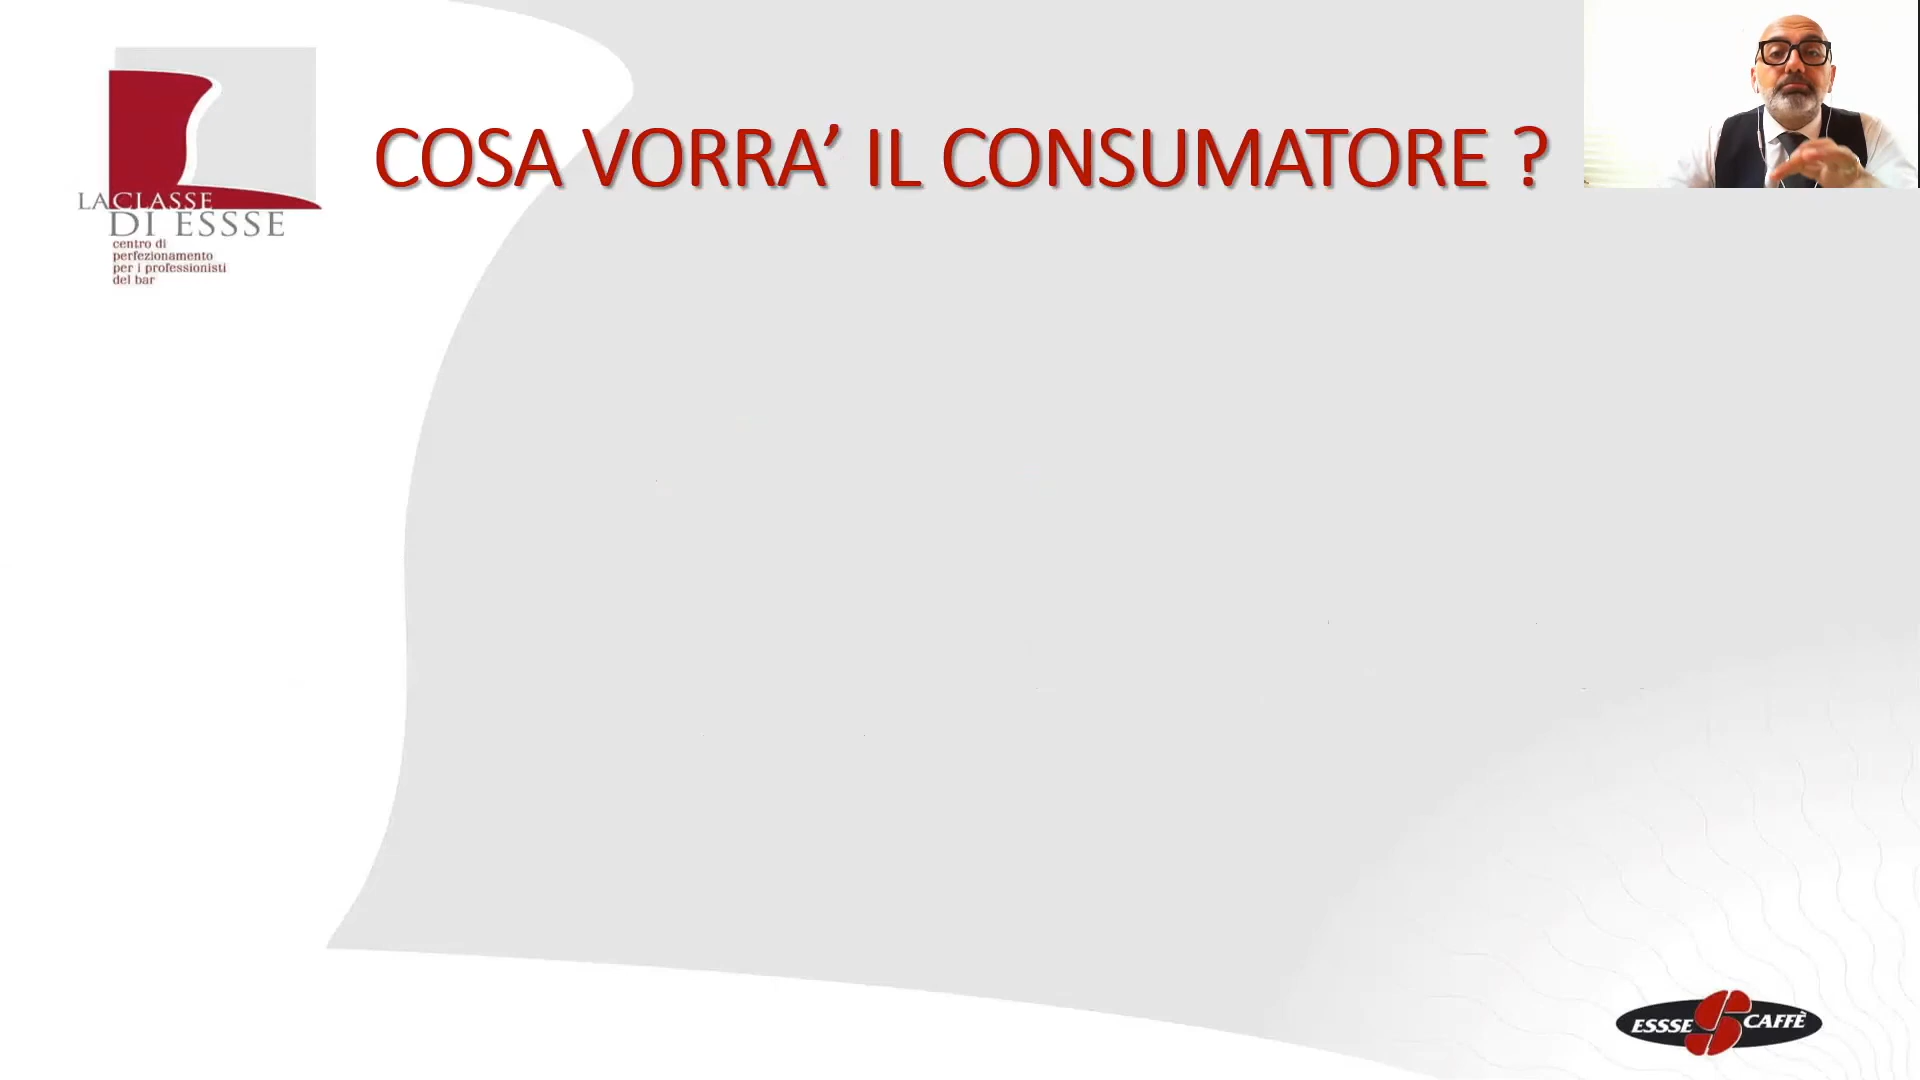 LA CLASSE
DI ESSSE
centro di
perfezionamento
per i professionisti
del bar
COSA VORRA’ IL CONSUMATORE ?
ESSSE CAFFÈ